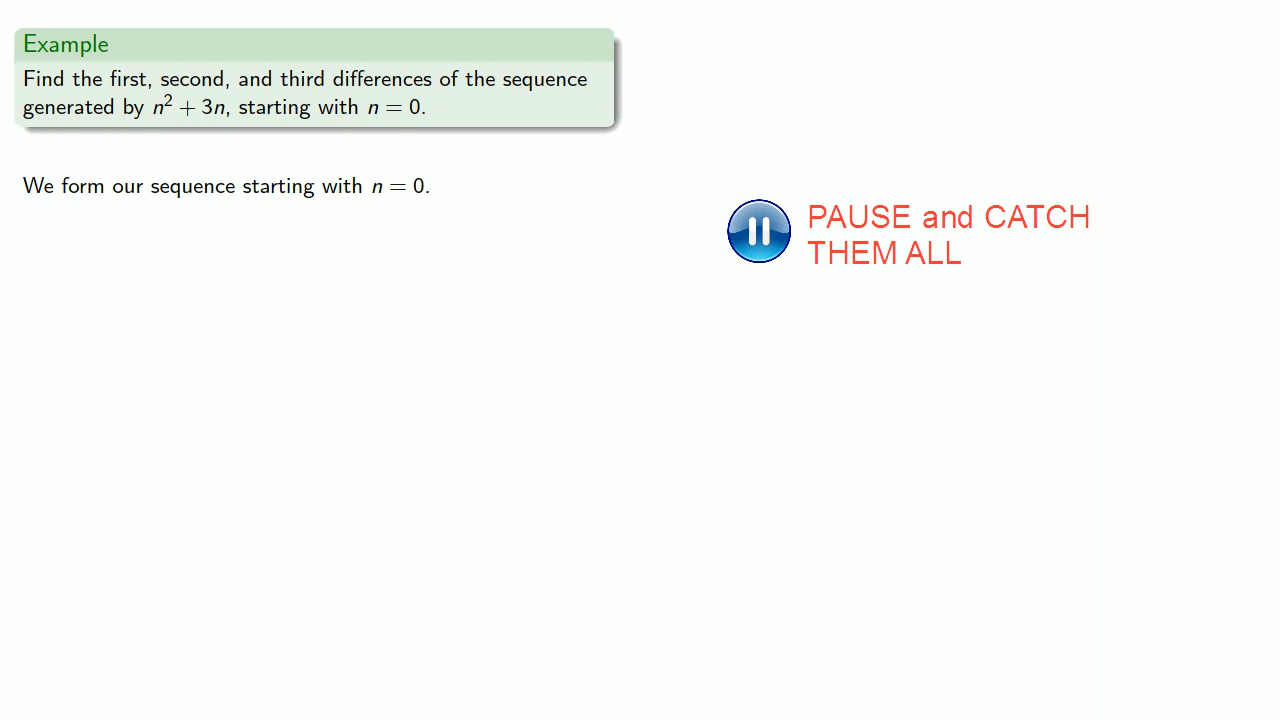 Example
Find the first, second, and third differences of the sequence
generated by n² + 3n, starting with n = 0.
We form our sequence starting with n = 0.
PAUSE and CATCH
THEM ALL